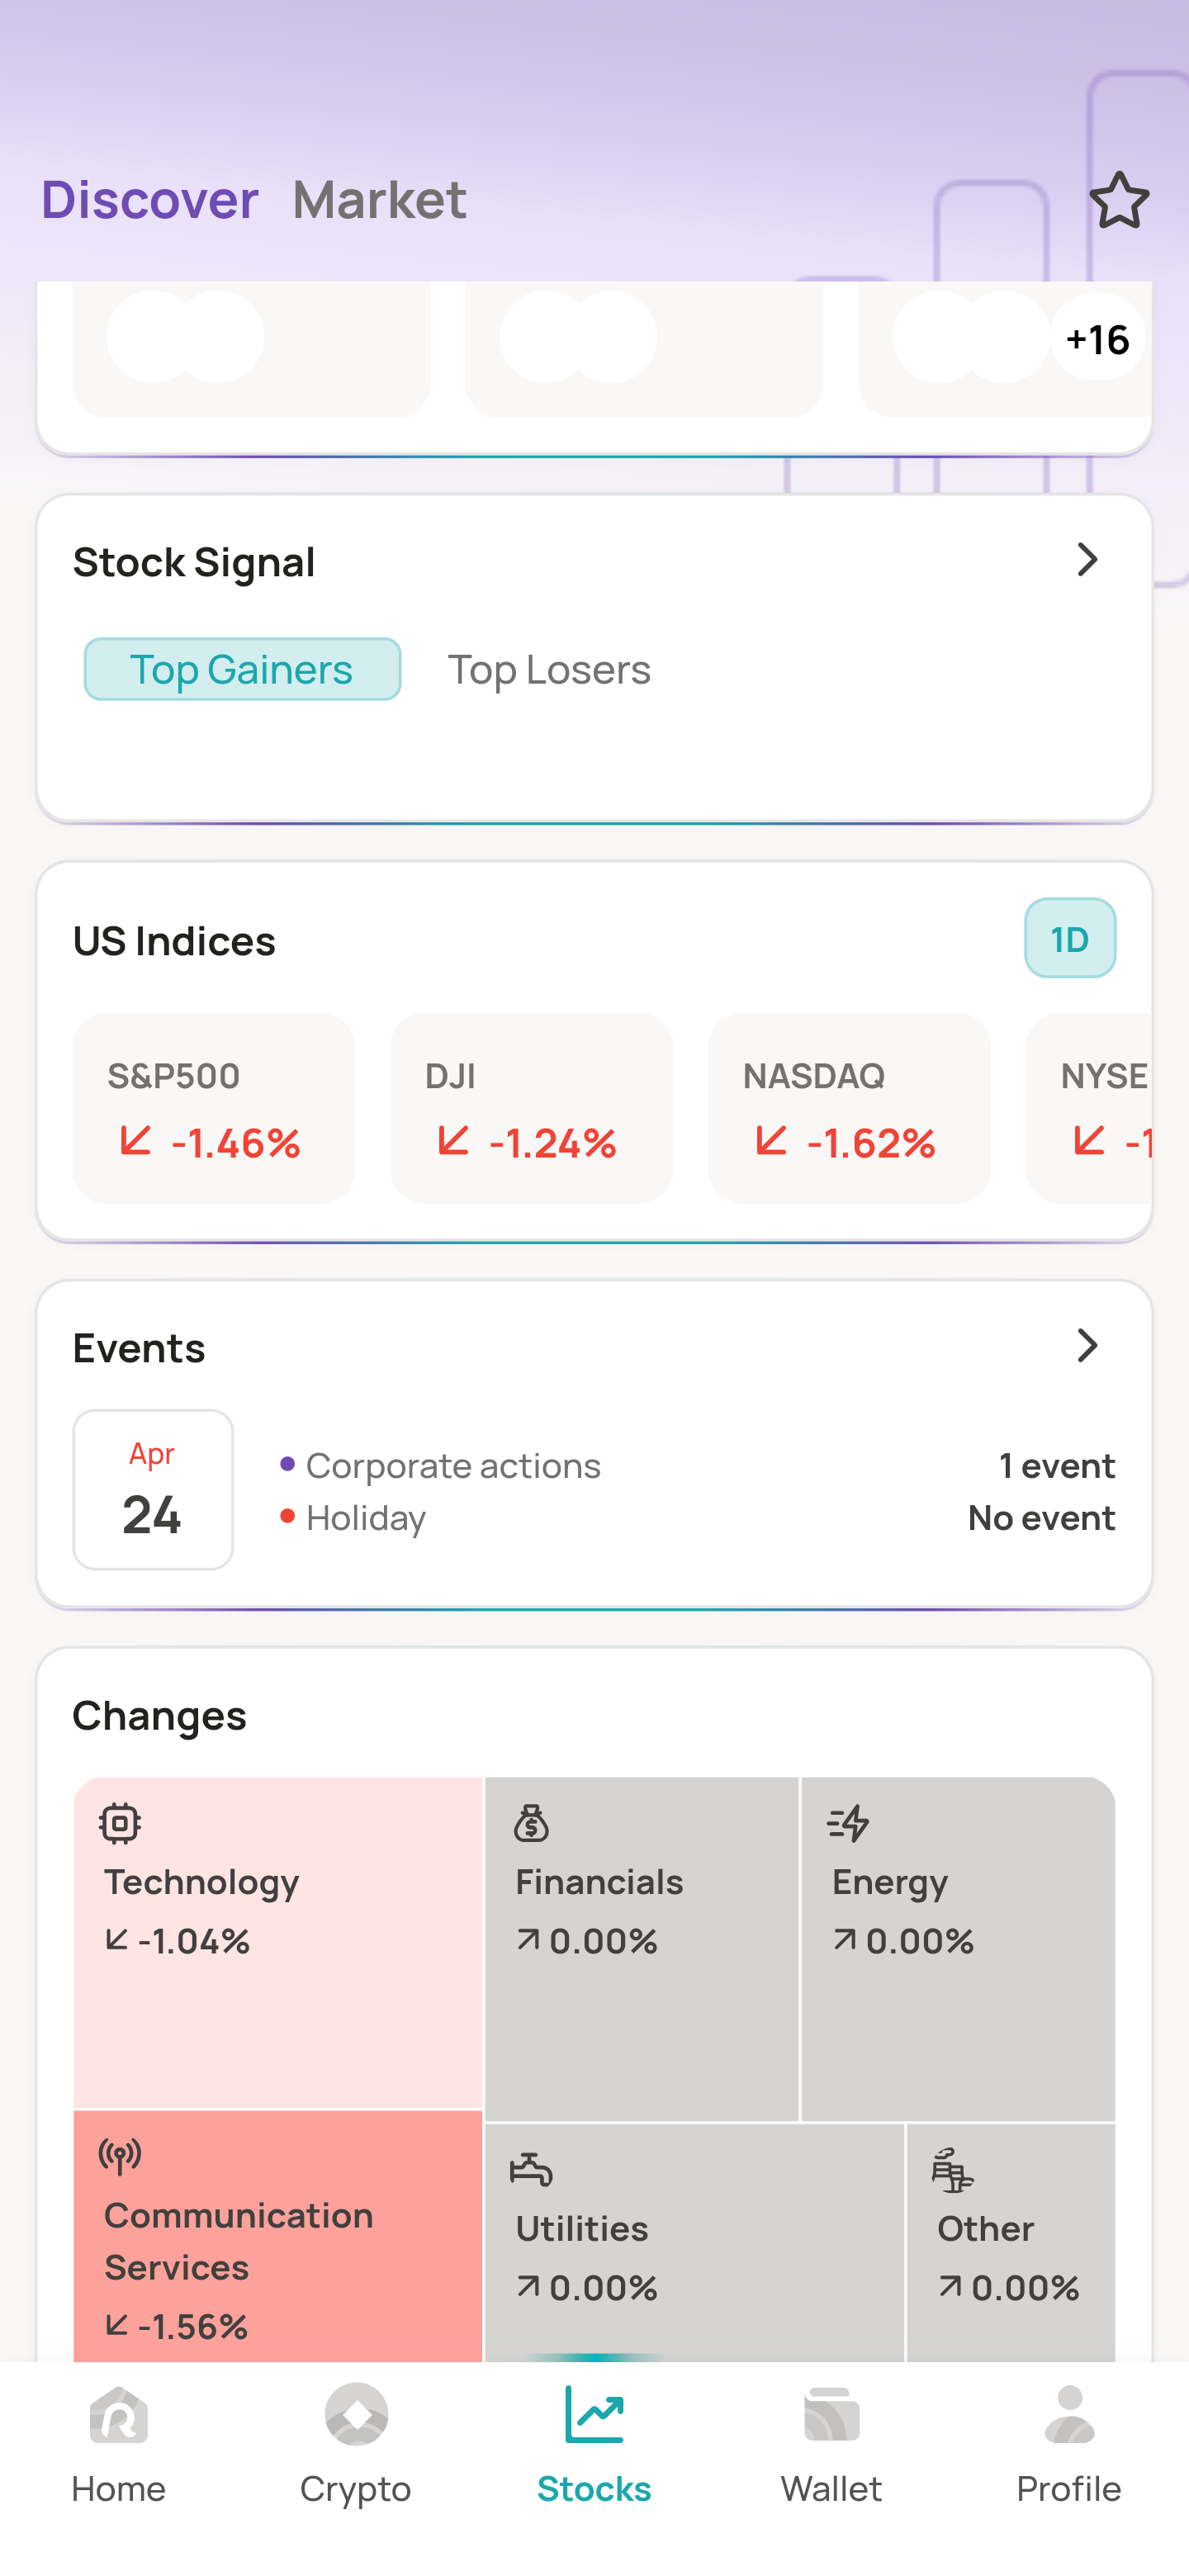 Discover Market
+16
Stock Signal
Top Gainers Top Losers
US Indices 1D
S&P500 DJI NASDAQ NYSE
-1.46% -1.24% -1.62% -1
Events
Apr
24
Corporate actions 1 event
Holiday No event
Changes
Technology
-1.04%
Financials
0.00%
Energy
0.00%
Communication
Services
-1.56%
Utilities
0.00%
Other
0.00%
Home Crypto Stocks Wallet Profile